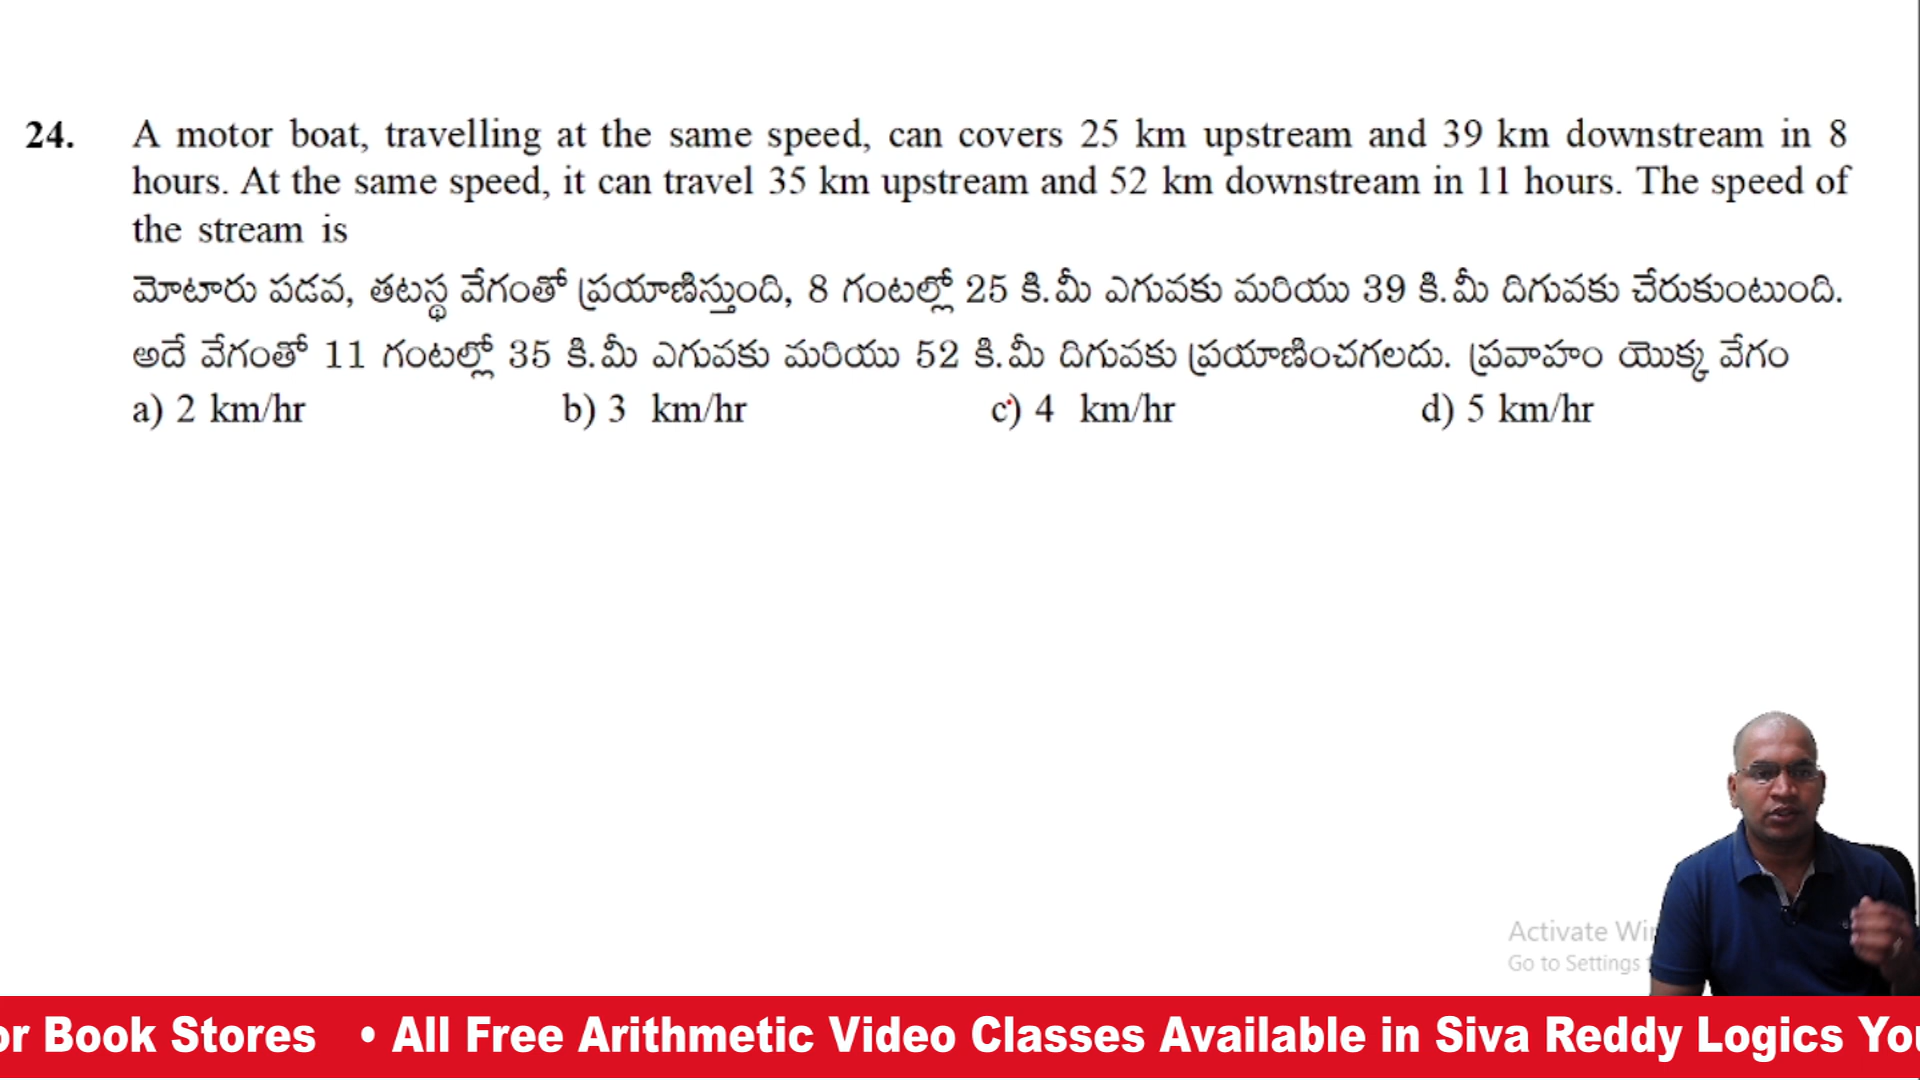 24. A motor boat, travelling at the same speed, can covers 25 km upstream and 39 km downstream in 8
hours. At the same speed, it can travel 35 km upstream and 52 km downstream in 11 hours. The speed of
the stream is
మోటారు పడవ, తటస్థ వేగంతో ప్రయాణిస్తుంది, 8 గంటల్లో 25 కి.మీ ఎగువకు మరియు 39 కి.మీ దిగువకు చేరుకుంటుంది.
అదే వేగంతో 11 గంటల్లో 35 కి.మీ ఎగువకు మరియు 52 కి.మీ దిగువకు ప్రయాణించగలదు. ప్రవాహం యొక్క వేగం
a) 2 km/hr b) 3 km/hr c) 4 km/hr d) 5 km/hr
Activate
Go to Settings
or Book Stores • All Free Arithmetic Video Classes Available in Siva Reddy Logics